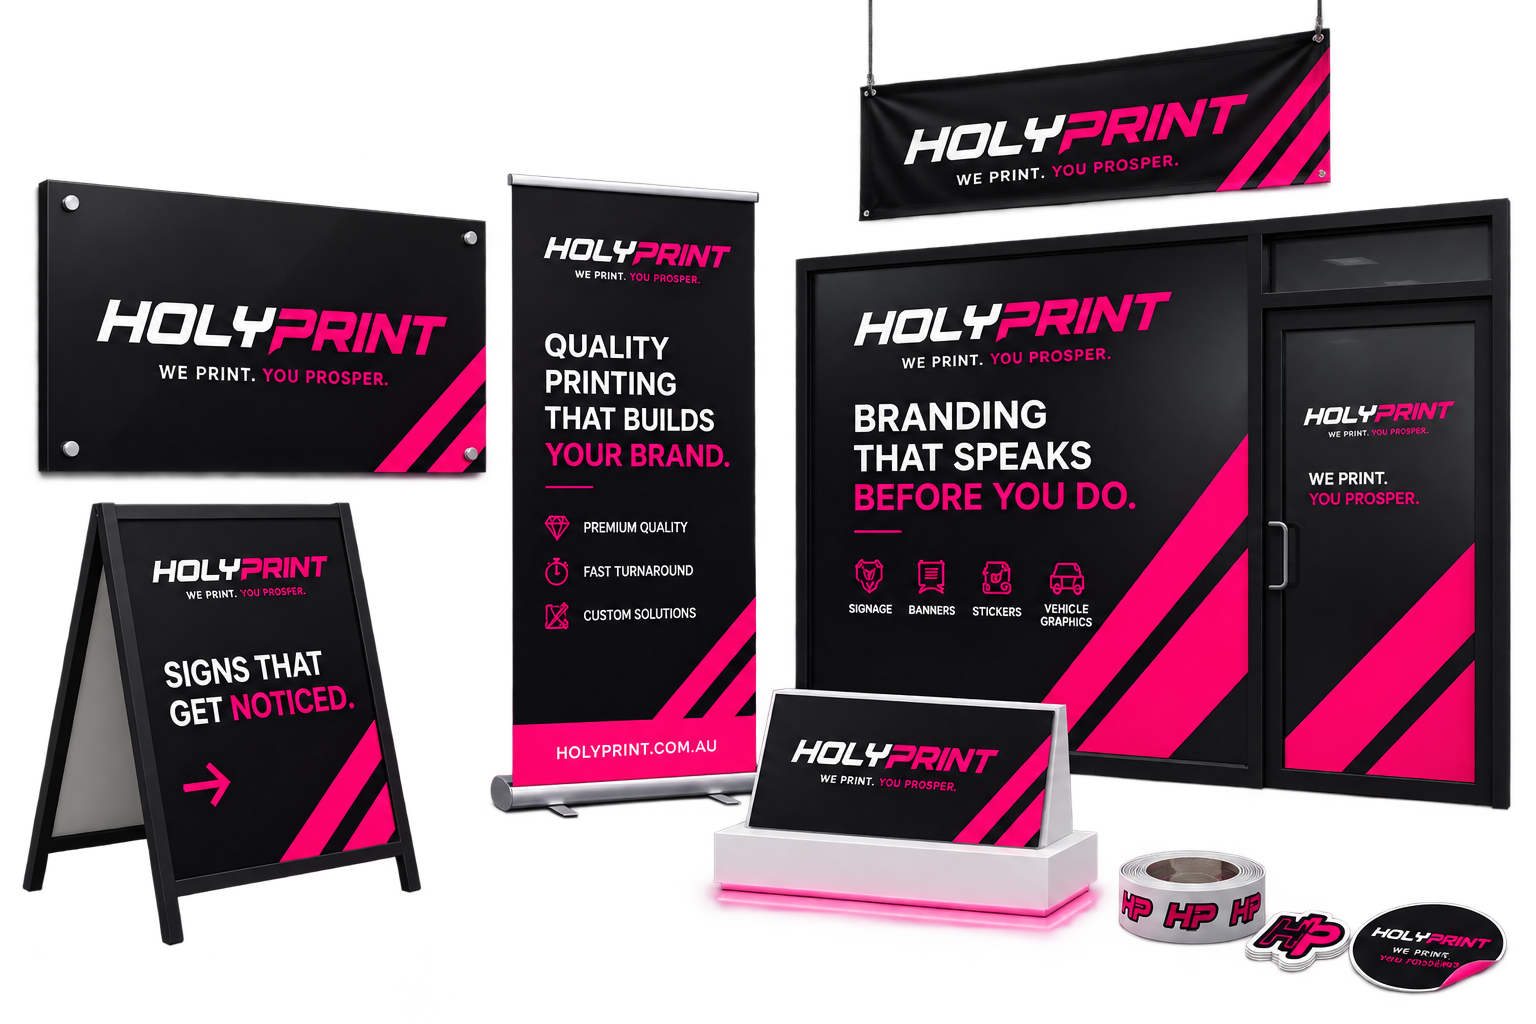 HOLYPRINT
WE PRINT. YOU PROSPER.
HOLYPRINT
WE PRINT. YOU PROSPER.
HOLYPRINT
WE PRINT. YOU PROSPER.
QUALITY
PRINTING
THAT BUILDS
YOUR BRAND.
PREMIUM QUALITY
FAST TURNAROUND
CUSTOM SOLUTIONS
HOLYPRINT.COM.AU
HOLYPRINT
WE PRINT. YOU PROSPER.
BRANDING
THAT SPEAKS
BEFORE YOU DO.
SIGNAGE
BANNERS
STICKERS
VEHICLE
GRAPHICS
HOLYPRINT
WE PRINT. YOU PROSPER.
WE PRINT.
YOU PROSPER.
HOLYPRINT
WE PRINT. YOU PROSPER.
SIGNS THAT
GET NOTICED.
HOLYPRINT
WE PRINT. YOU PROSPER.
HP HP HP
HP
HOLYPRINT
WE PRINT.
YOU